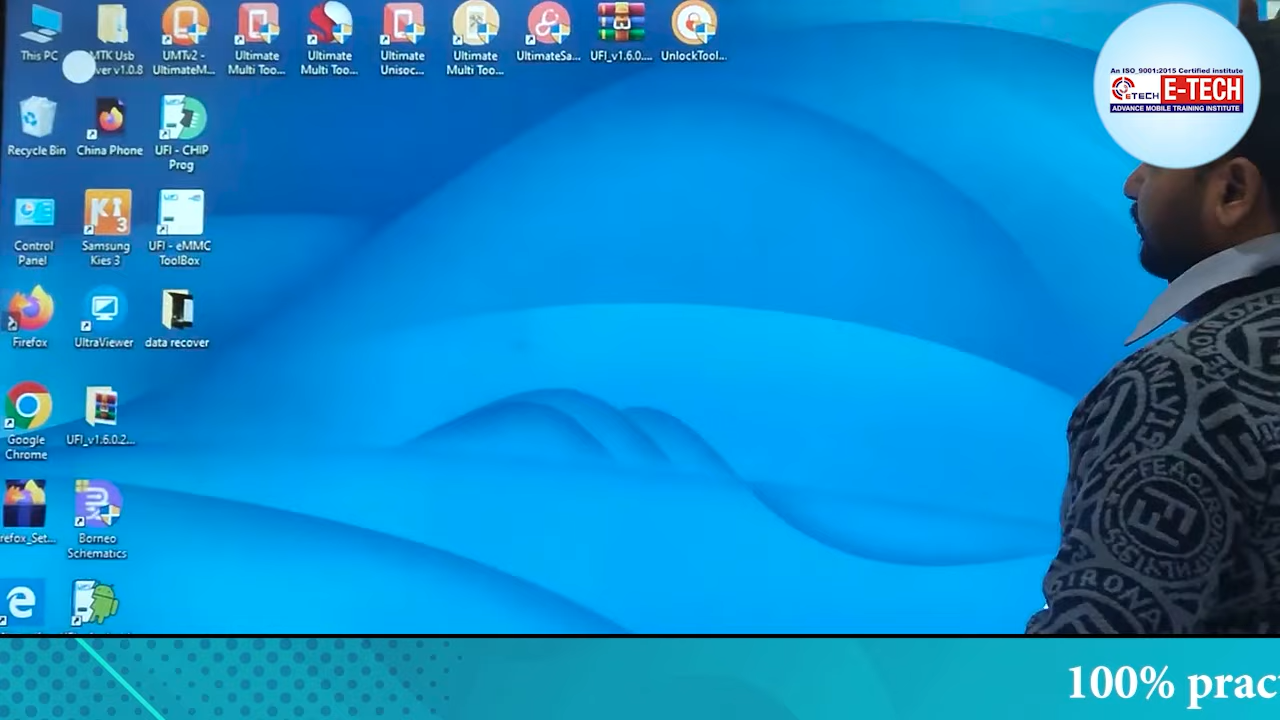 This PC
MTK Usb
ver v1.0.8
UMTv2 -
UltimateM...
Ultimate
Multi Too...
Ultimate
Multi Too...
Ultimate
Unisoc...
Ultimate
Multi Too...
UltimateSa...
UFI_v1.6.0....
UnlockTool...
Recycle Bin
China Phone
UFI - CHIP
Prog
Control
Panel
Samsung
Kies 3
UFI - eMMC
ToolBox
Firefox
UltraViewer
data recover
Google
Chrome
UFI_v1.6.0.2...
refox_Set...
Borneo
Schematics
An ISO_9001:2015 Certified institute
ETECH E-TECH
ADVANCE MOBILE TRAINING INSTITUTE
100% prac